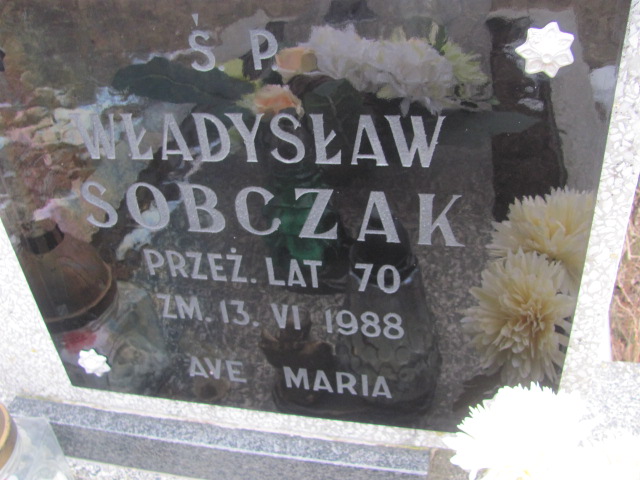 Ś P
WŁADYSŁAW
SOBCZAK
PRZEŻ. LAT 70
ZM. 13. VI 1988
AVE MARIA